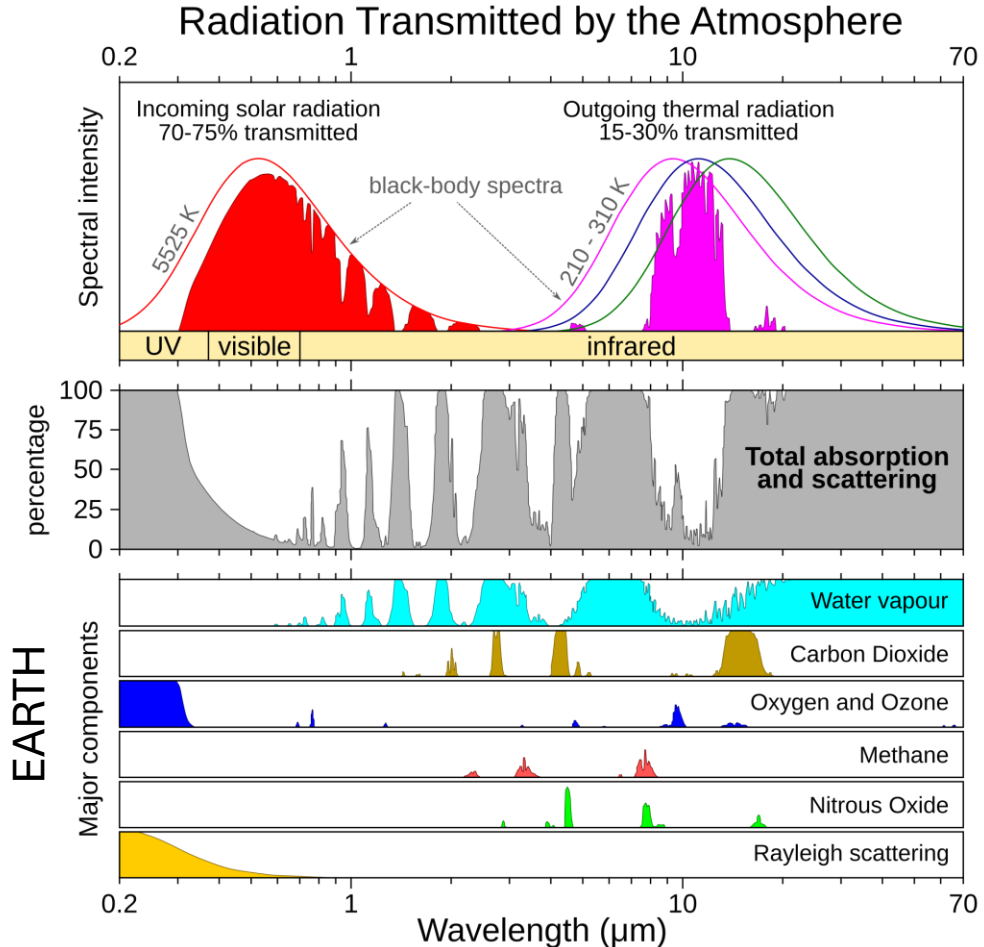 Radiation Transmitted by the Atmosphere
0.2 1 10 70
Spectral intensity
Incoming solar radiation
70-75% transmitted
Outgoing thermal radiation
15-30% transmitted
black-body spectra
5525 K
210 - 310 K
UV visible infrared
percentage
100
75
50
25
0
Total absorption
and scattering
EARTH
Major components
Water vapour
Carbon Dioxide
Oxygen and Ozone
Methane
Nitrous Oxide
Rayleigh scattering
0.2 1 10 70
Wavelength (μm)